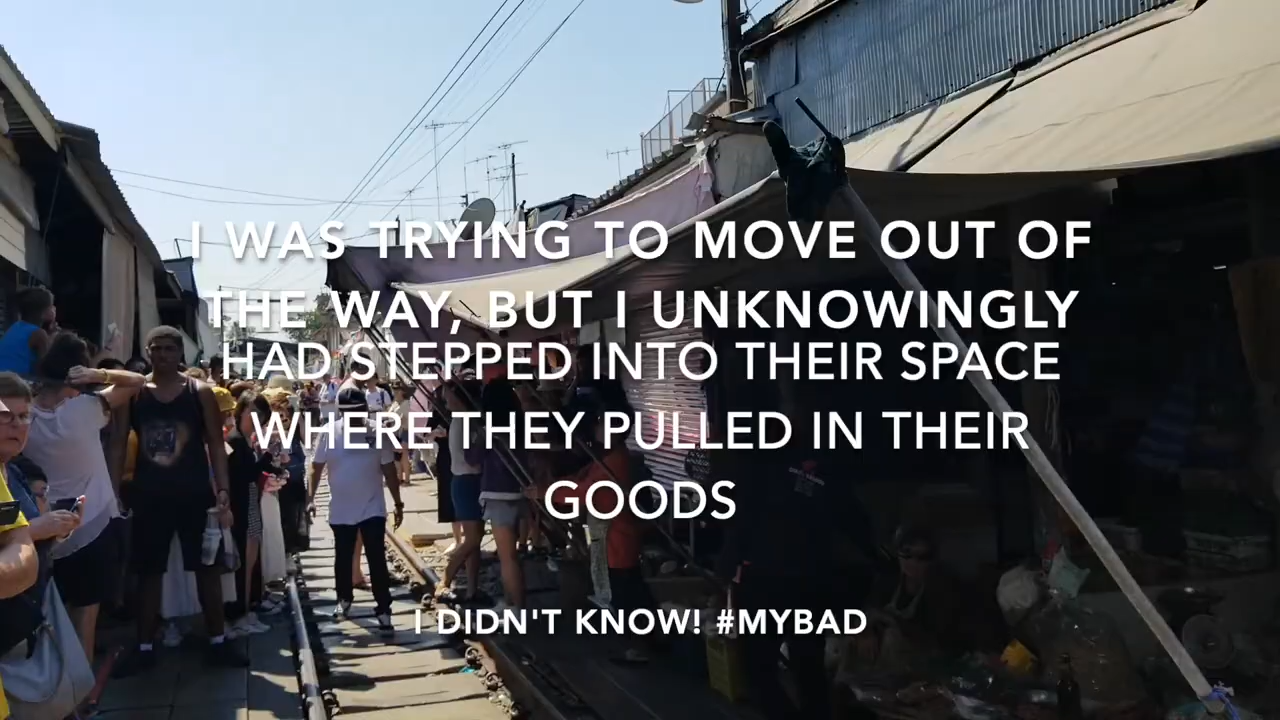 I WAS TRYING TO MOVE OUT OF
THE WAY, BUT I UNKNOWINGLY
HAD STEPPED INTO THEIR SPACE
WHERE THEY PULLED IN THEIR
GOODS
I DIDN'T KNOW! #MYBAD